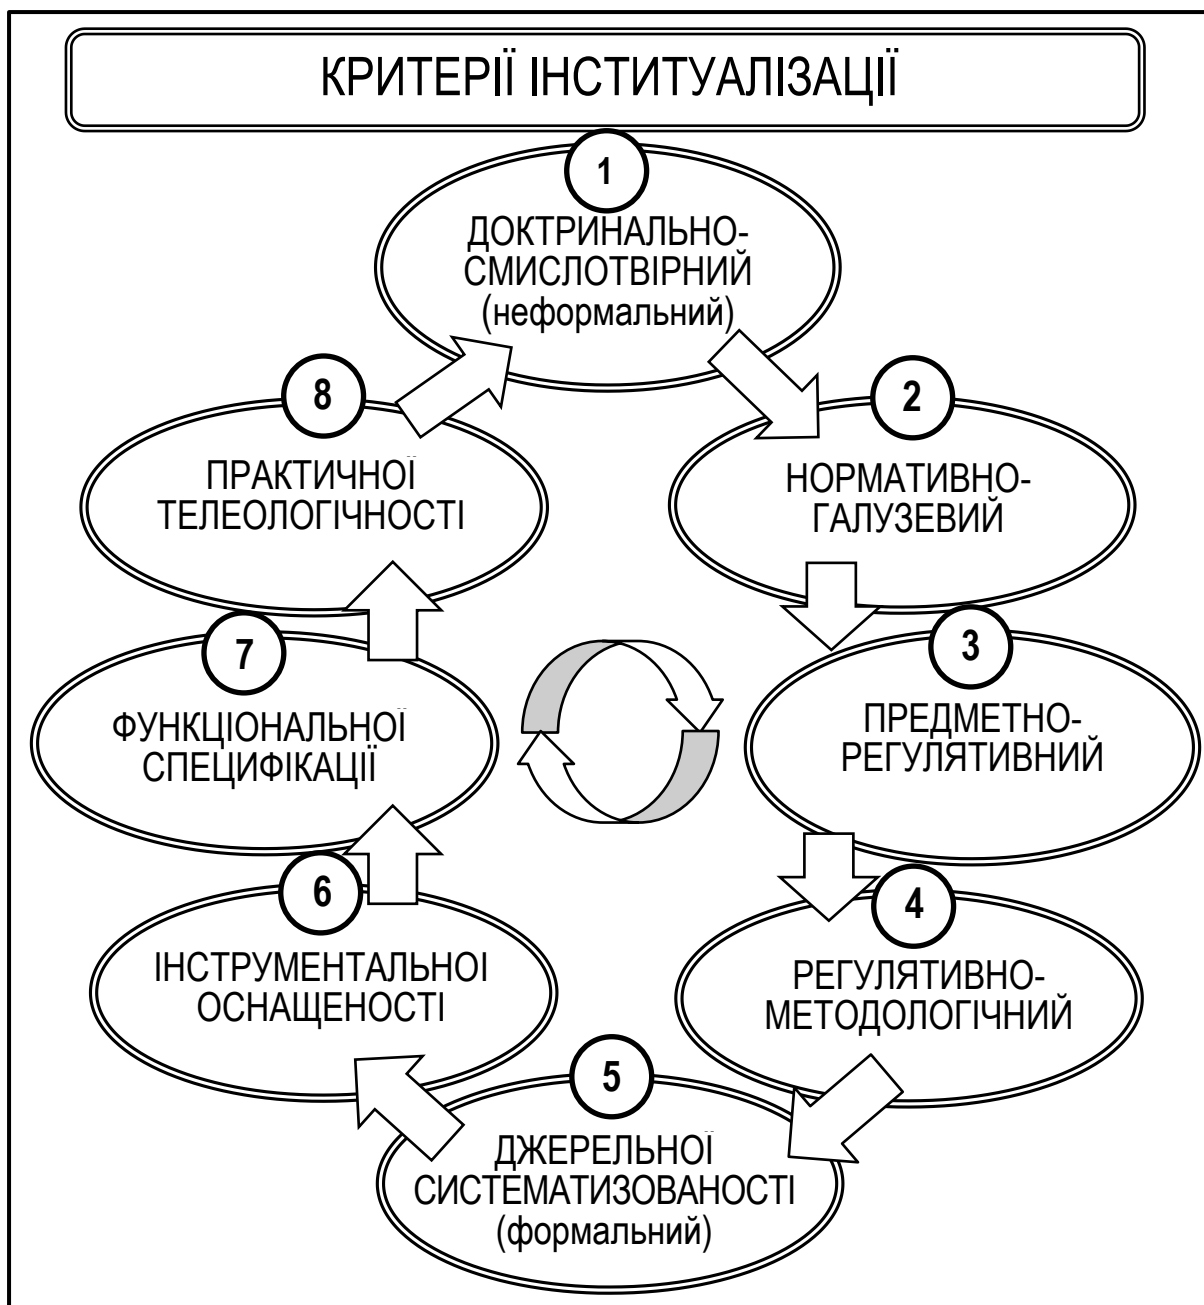 КРИТЕРІЇ ІНСТИТУАЛІЗАЦІЇ
1
ДОКТРИНАЛЬНО-
СМИСЛОТВІРНИЙ
(неформальний)
2
НОРМАТИВНО-
ГАЛУЗЕВИЙ
3
ПРЕДМЕТНО-
РЕГУЛЯТИВНИЙ
4
РЕГУЛЯТИВНО-
МЕТОДОЛОГІЧНИЙ
5
ДЖЕРЕЛЬНОЇ
СИСТЕМАТИЗОВАНОСТІ
(формальний)
6
ІНСТРУМЕНТАЛЬНОІ
ОСНАЩЕНОСТІ
7
ФУНКЦІОНАЛЬНОЇ
СПЕЦИФІКАЦІЇ
8
ПРАКТИЧНОЇ
ТЕЛЕОЛОГІЧНОСТІ